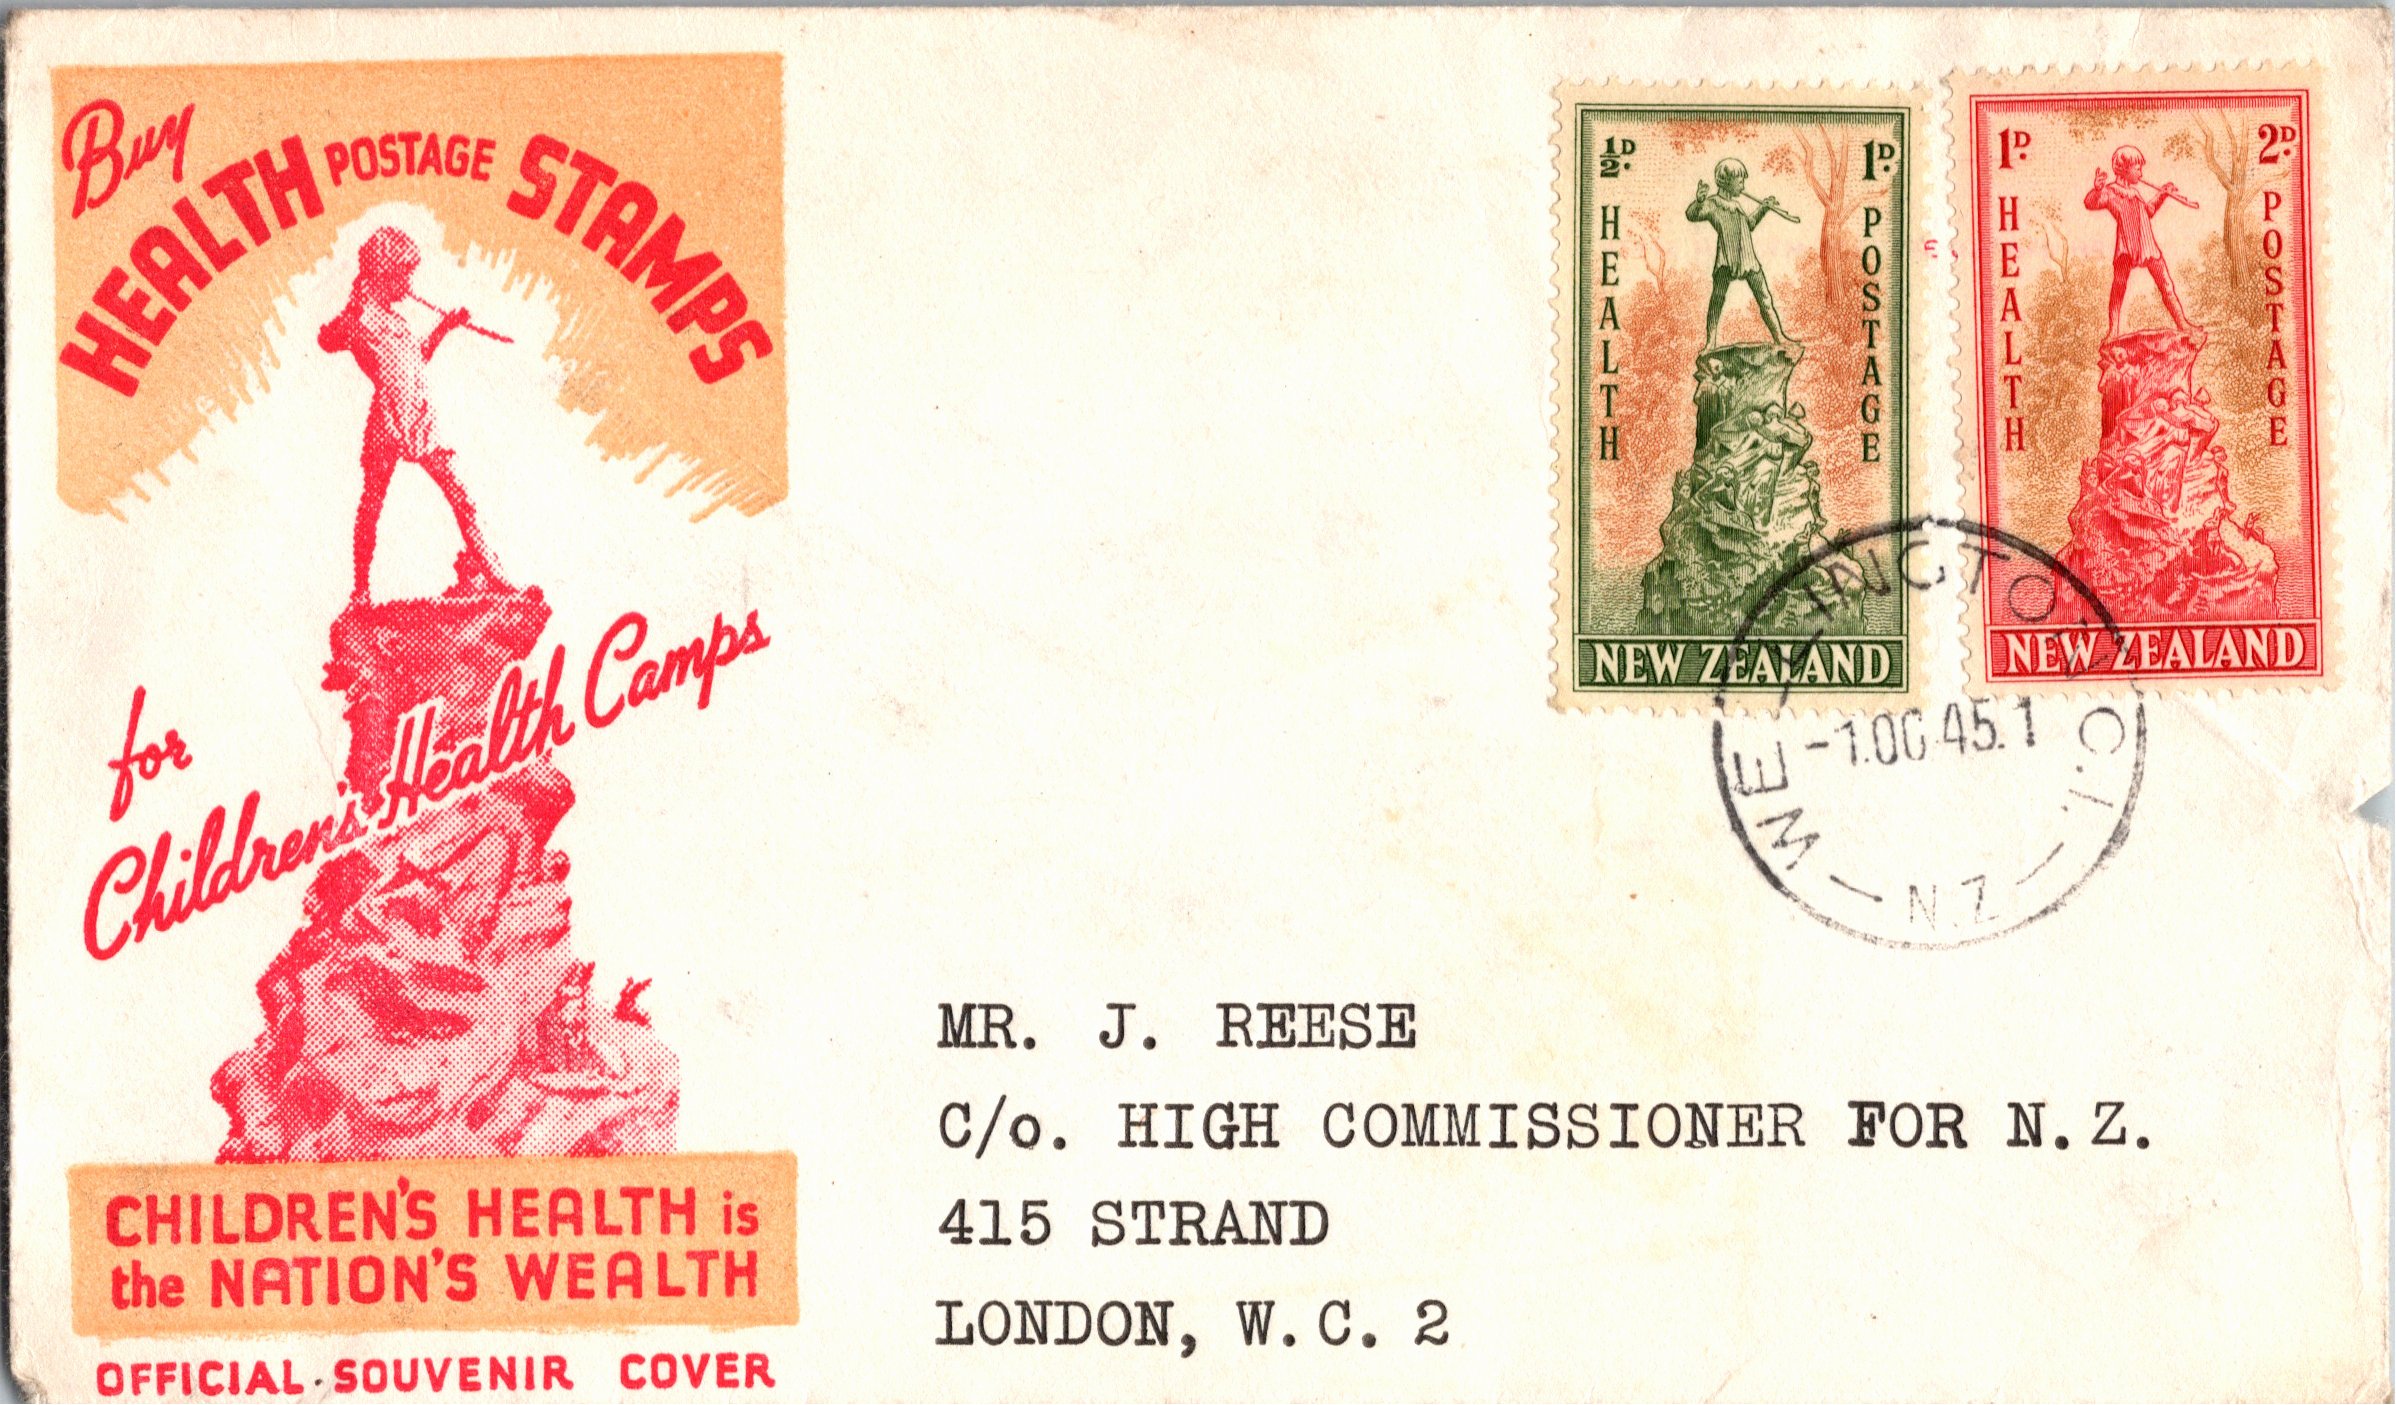 Buy
HEALTH POSTAGE STAMPS
for
Children's Health Camps
CHILDREN'S HEALTH is
the NATION'S WEALTH
OFFICIAL SOUVENIR COVER
½D. 1D.
HEALTH
POSTAGE
NEW ZEALAND
1D. 2D.
HEALTH
POSTAGE
NEW ZEALAND
WELLINGTON C.1.
-1.OC.45.1
N.Z
MR. J. REESE
C/o. HIGH COMMISSIONER FOR N.Z.
415 STRAND
LONDON, W.C. 2